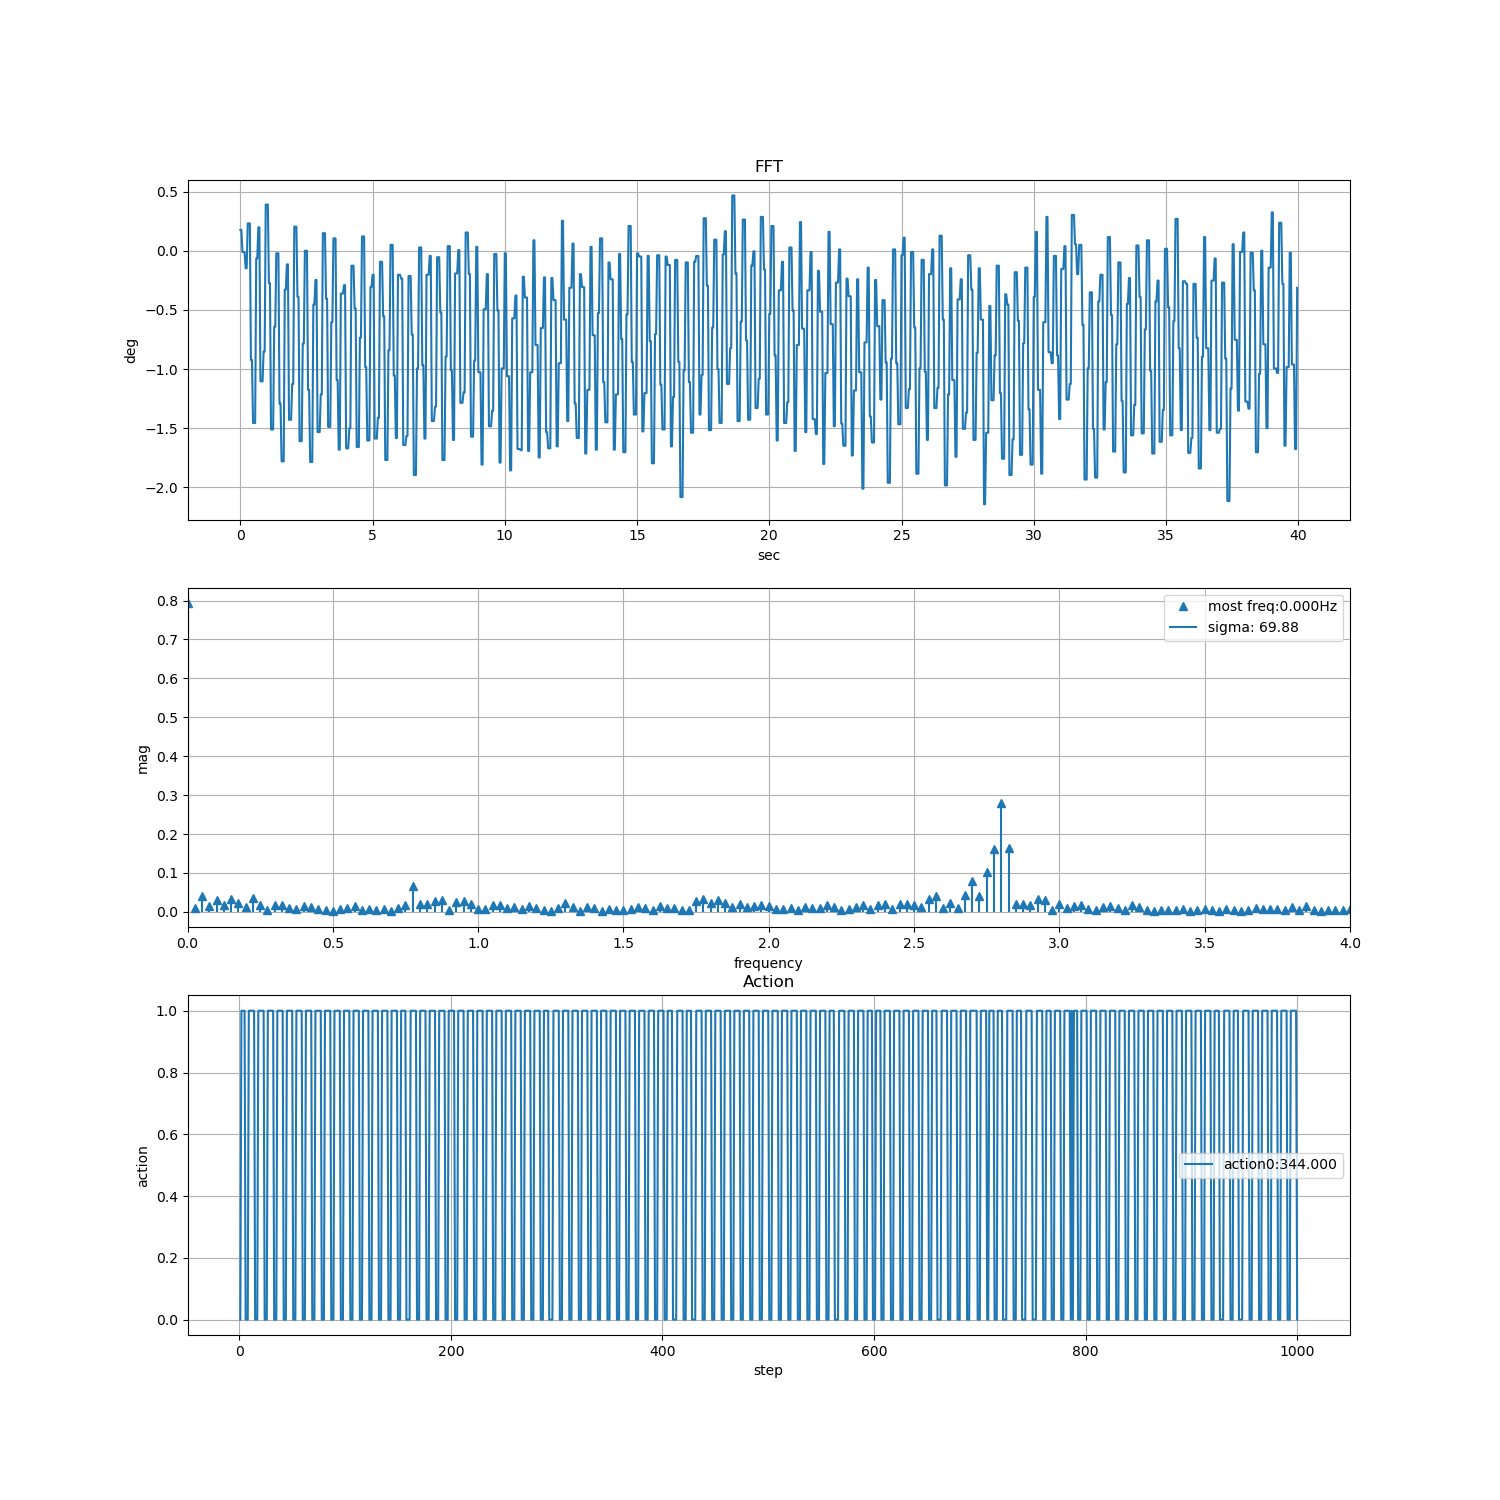 FFT
0.5
0.0
−0.5
−1.0
−1.5
−2.0
deg
0 5 10 15 20 25 30 35 40
sec
0.8
0.7
0.6
0.5
0.4
0.3
0.2
0.1
0.0
mag
most freq:0.000Hz
sigma: 69.88
0.0 0.5 1.0 1.5 2.0 2.5 3.0 3.5 4.0
frequency
Action
1.0
0.8
0.6
0.4
0.2
0.0
action
action0:344.000
0 200 400 600 800 1000
step